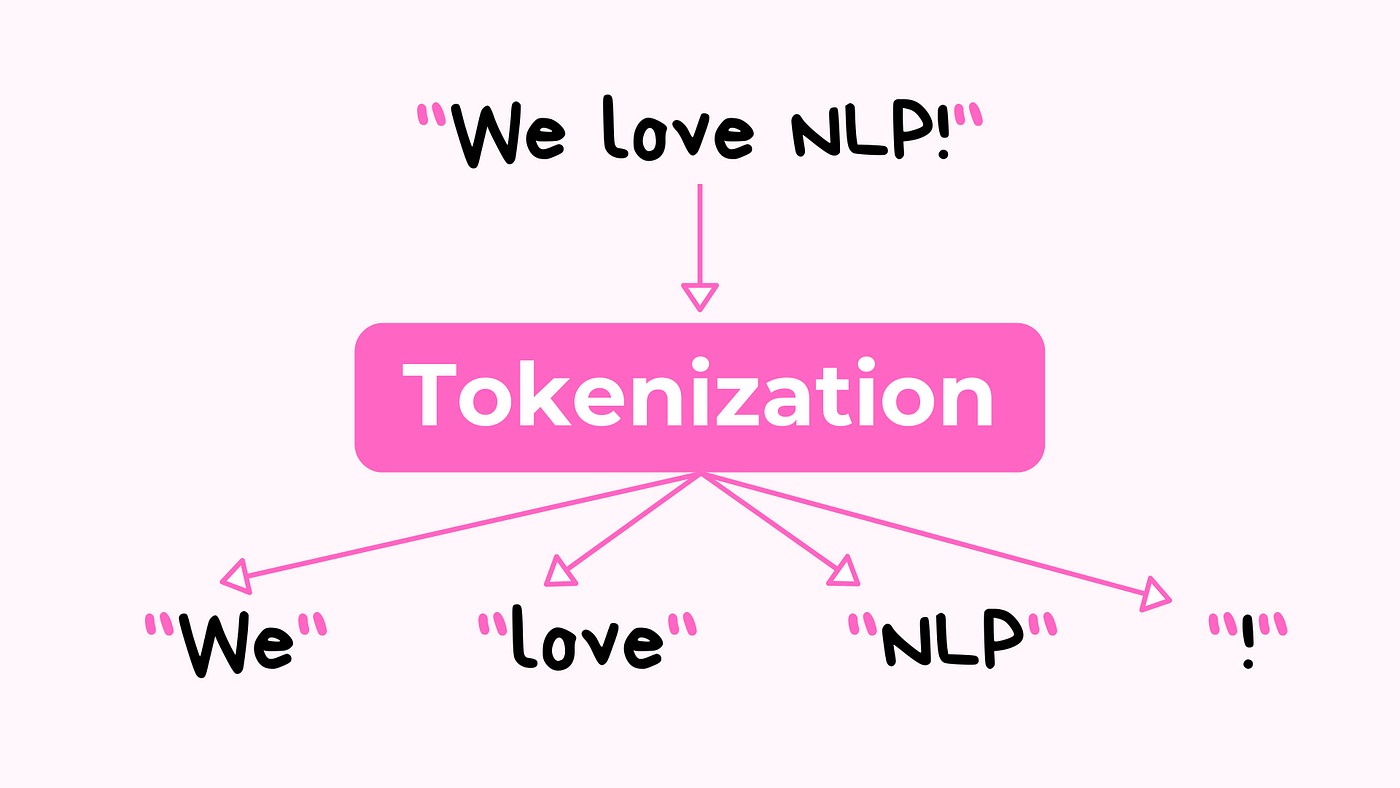 "We love NLP!"
Tokenization
"We" "love" "NLP" "!"